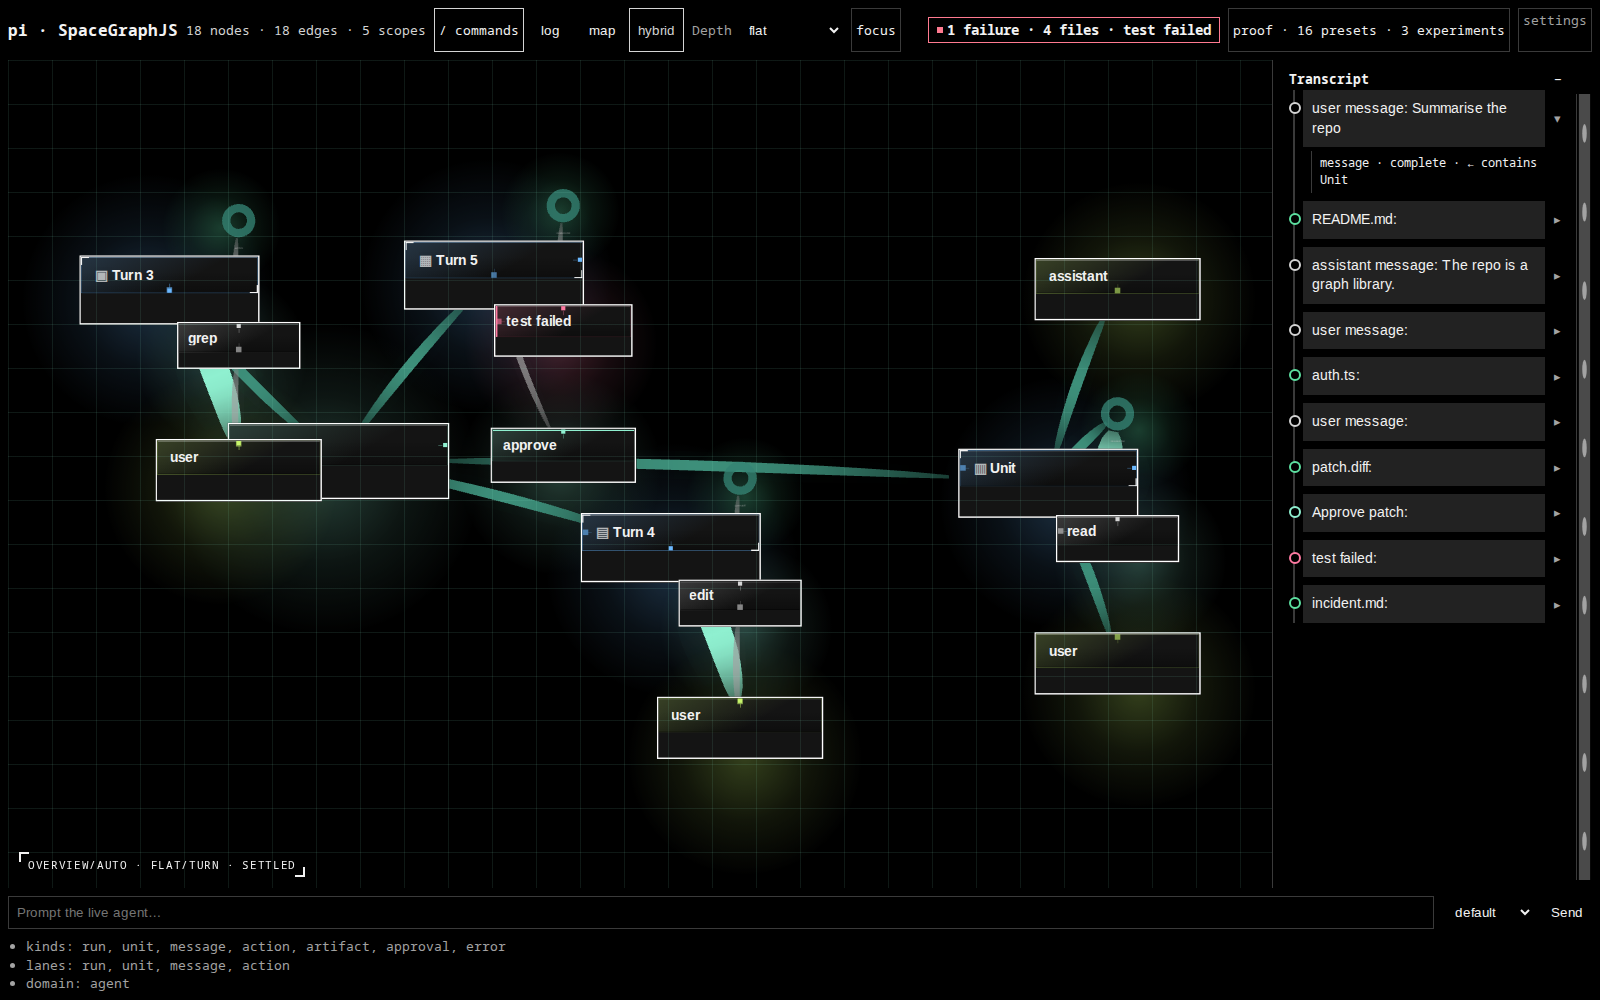 pi · SpaceGraphJS 18 nodes · 18 edges · 5 scopes / commands log map hybrid Depth flat focus 1 failure · 4 files · test failed proof · 16 presets · 3 experiments settings
Turn 3
grep
user
Turn 5
test failed
approve
Turn 4
edit
user
assistant
Unit
read
user
OVERVIEW/AUTO · FLAT/TURN · SETTLED
Transcript
user message: Summarise the
repo
message · complete · ← contains
Unit
README.md:
assistant message: The repo is a
graph library.
user message:
auth.ts:
user message:
patch.diff:
Approve patch:
test failed:
incident.md:
Prompt the live agent… default Send
kinds: run, unit, message, action, artifact, approval, error
lanes: run, unit, message, action
domain: agent